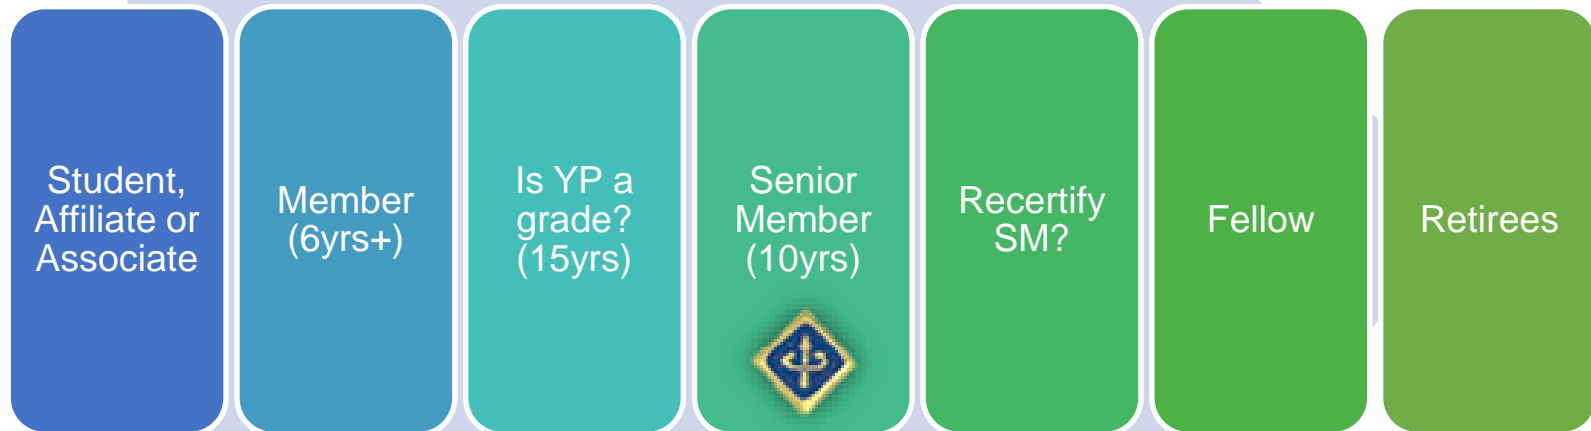 Student,
Affiliate or
Associate
Member
(6yrs+)
Is YP a
grade?
(15yrs)
Senior
Member
(10yrs)
Recertify
SM?
Fellow
Retirees